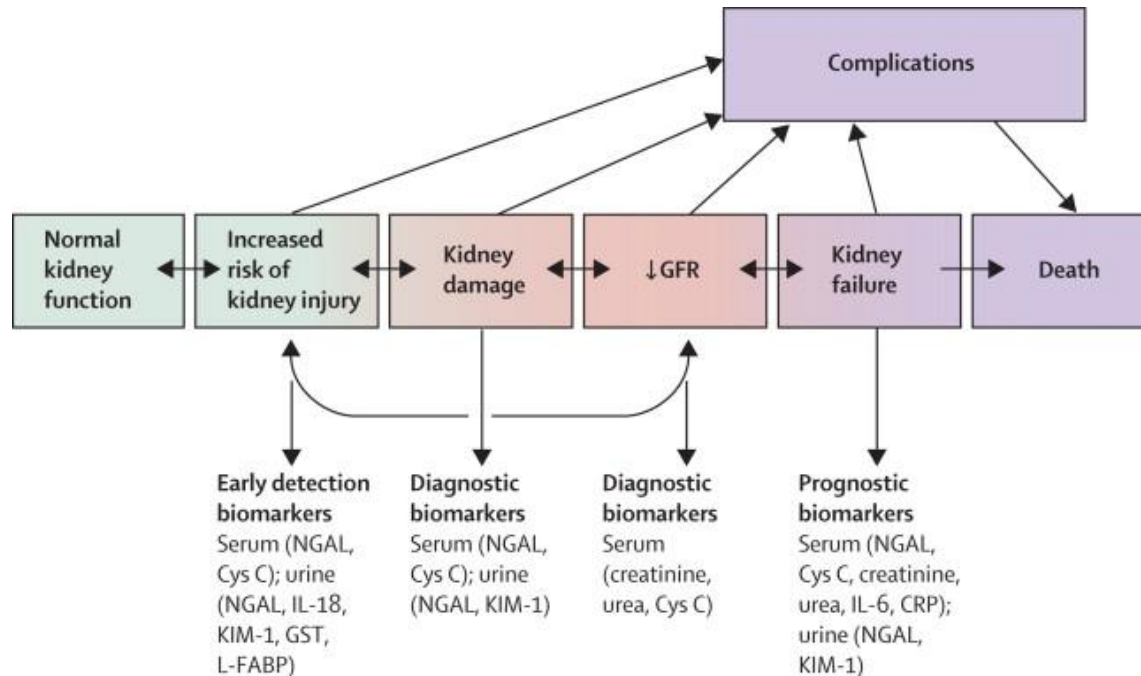 Complications
Normal
kidney
function
Increased
risk of
kidney injury
Kidney
damage
↓GFR
Kidney
failure
Death
Early detection
biomarkers
Serum (NGAL,
Cys C); urine
(NGAL, IL-18,
KIM-1, GST,
L-FABP)
Diagnostic
biomarkers
Serum (NGAL,
Cys C); urine
(NGAL, KIM-1)
Diagnostic
biomarkers
Serum
(creatinine,
urea, Cys C)
Prognostic
biomarkers
Serum (NGAL,
Cys C, creatinine,
urea, IL-6, CRP);
urine (NGAL,
KIM-1)